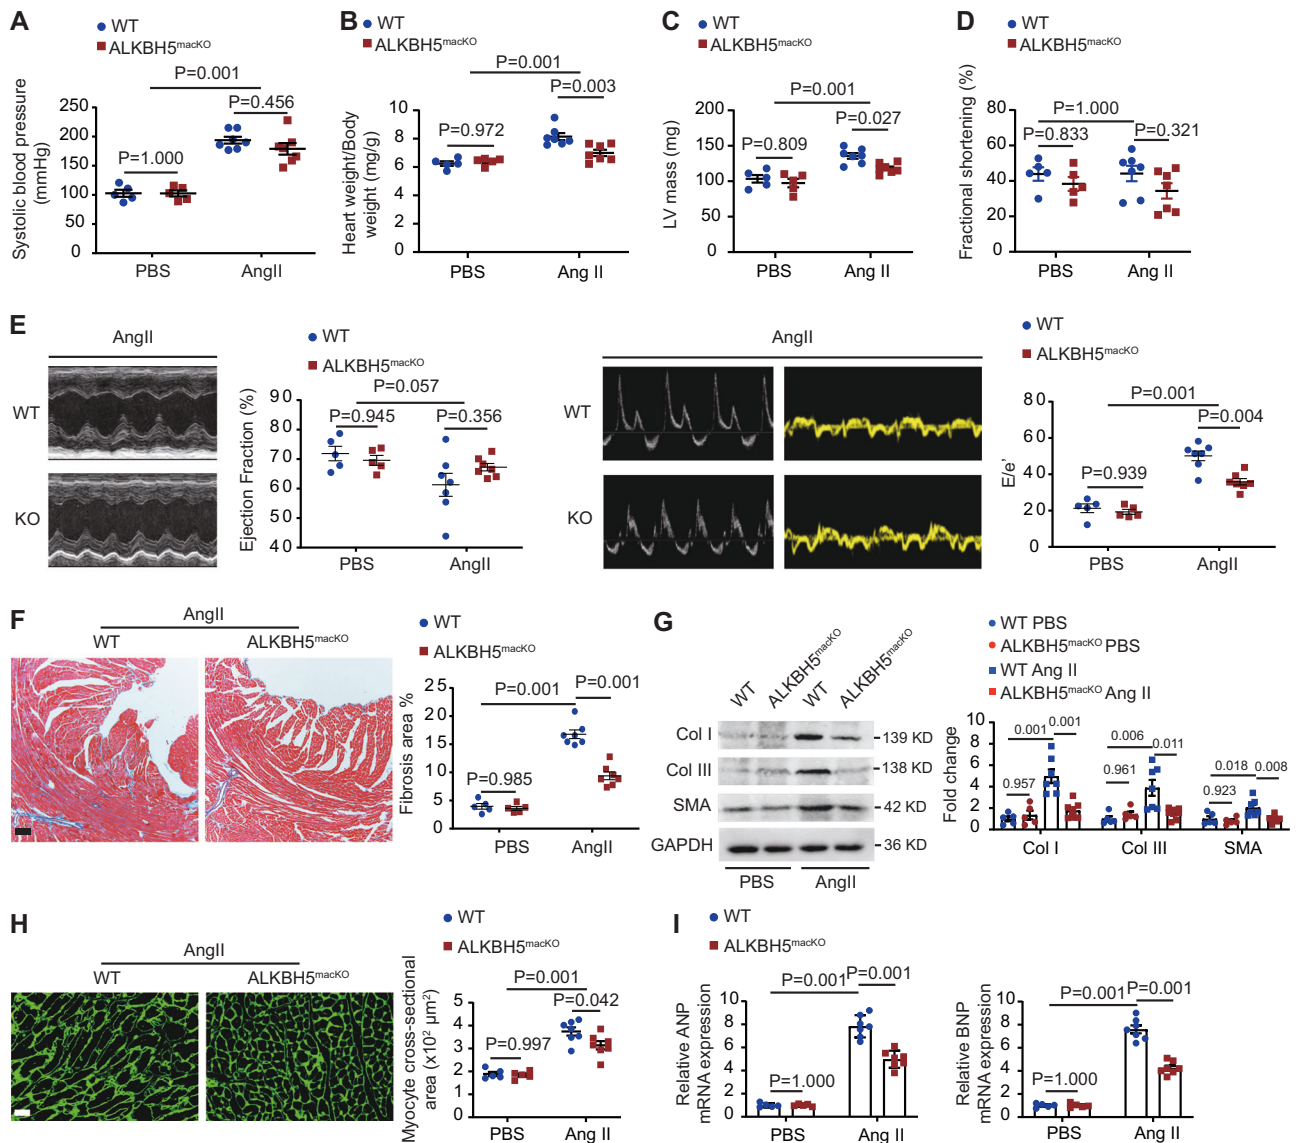 A
WT
ALKBH5macKO
Systolic blood pressure
(mmHg)
P=0.001
P=0.456
P=1.000
250
200
150
100
50
0
PBS
AngII
B
WT
ALKBH5macKO
Heart weight/Body
weight (mg/g)
P=0.001
P=0.003
P=0.972
10
8
6
4
2
0
PBS
Ang II
C
WT
ALKBH5macKO
LV mass (mg)
P=0.001
P=0.027
P=0.809
200
150
100
50
0
PBS
Ang II
D
WT
ALKBH5macKO
Fractional shortening (%)
P=1.000
P=0.833
P=0.321
80
60
40
20
0
PBS
Ang II
E
AngII
WT
KO
WT
ALKBH5macKO
Ejection Fraction (%)
P=0.057
P=0.945
P=0.356
90
80
70
60
50
40
PBS
AngII
AngII
WT
KO
WT
ALKBH5macKO
E/e'
P=0.001
P=0.004
P=0.939
80
60
40
20
0
PBS
AngII
F
AngII
WT
ALKBH5macKO
WT
ALKBH5macKO
Fibrosis area %
P=0.001
P=0.001
P=0.985
25
20
15
10
5
0
PBS
AngII
G
WT
ALKBH5macKO
WT
ALKBH5macKO
Col I
139 KD
Col III
138 KD
SMA
42 KD
GAPDH
36 KD
PBS
AngII
WT PBS
ALKBH5macKO PBS
WT Ang II
ALKBH5macKO Ang II
Fold change
10
8
6
4
2
0
0.001
0.001
0.957
0.006
0.011
0.961
0.018
0.008
0.923
Col I
Col III
SMA
H
AngII
WT
ALKBH5macKO
WT
ALKBH5macKO
Myocyte cross-sectional
area (x10² µm²)
P=0.001
P=0.042
P=0.997
5
4
3
2
1
0
PBS
Ang II
I
WT
ALKBH5macKO
Relative ANP
mRNA expression
P=0.001
P=0.001
P=1.000
10
8
6
4
2
0
PBS
Ang II
Relative BNP
mRNA expression
P=0.001
P=0.001
P=1.000
10
8
6
4
2
0
PBS
Ang II